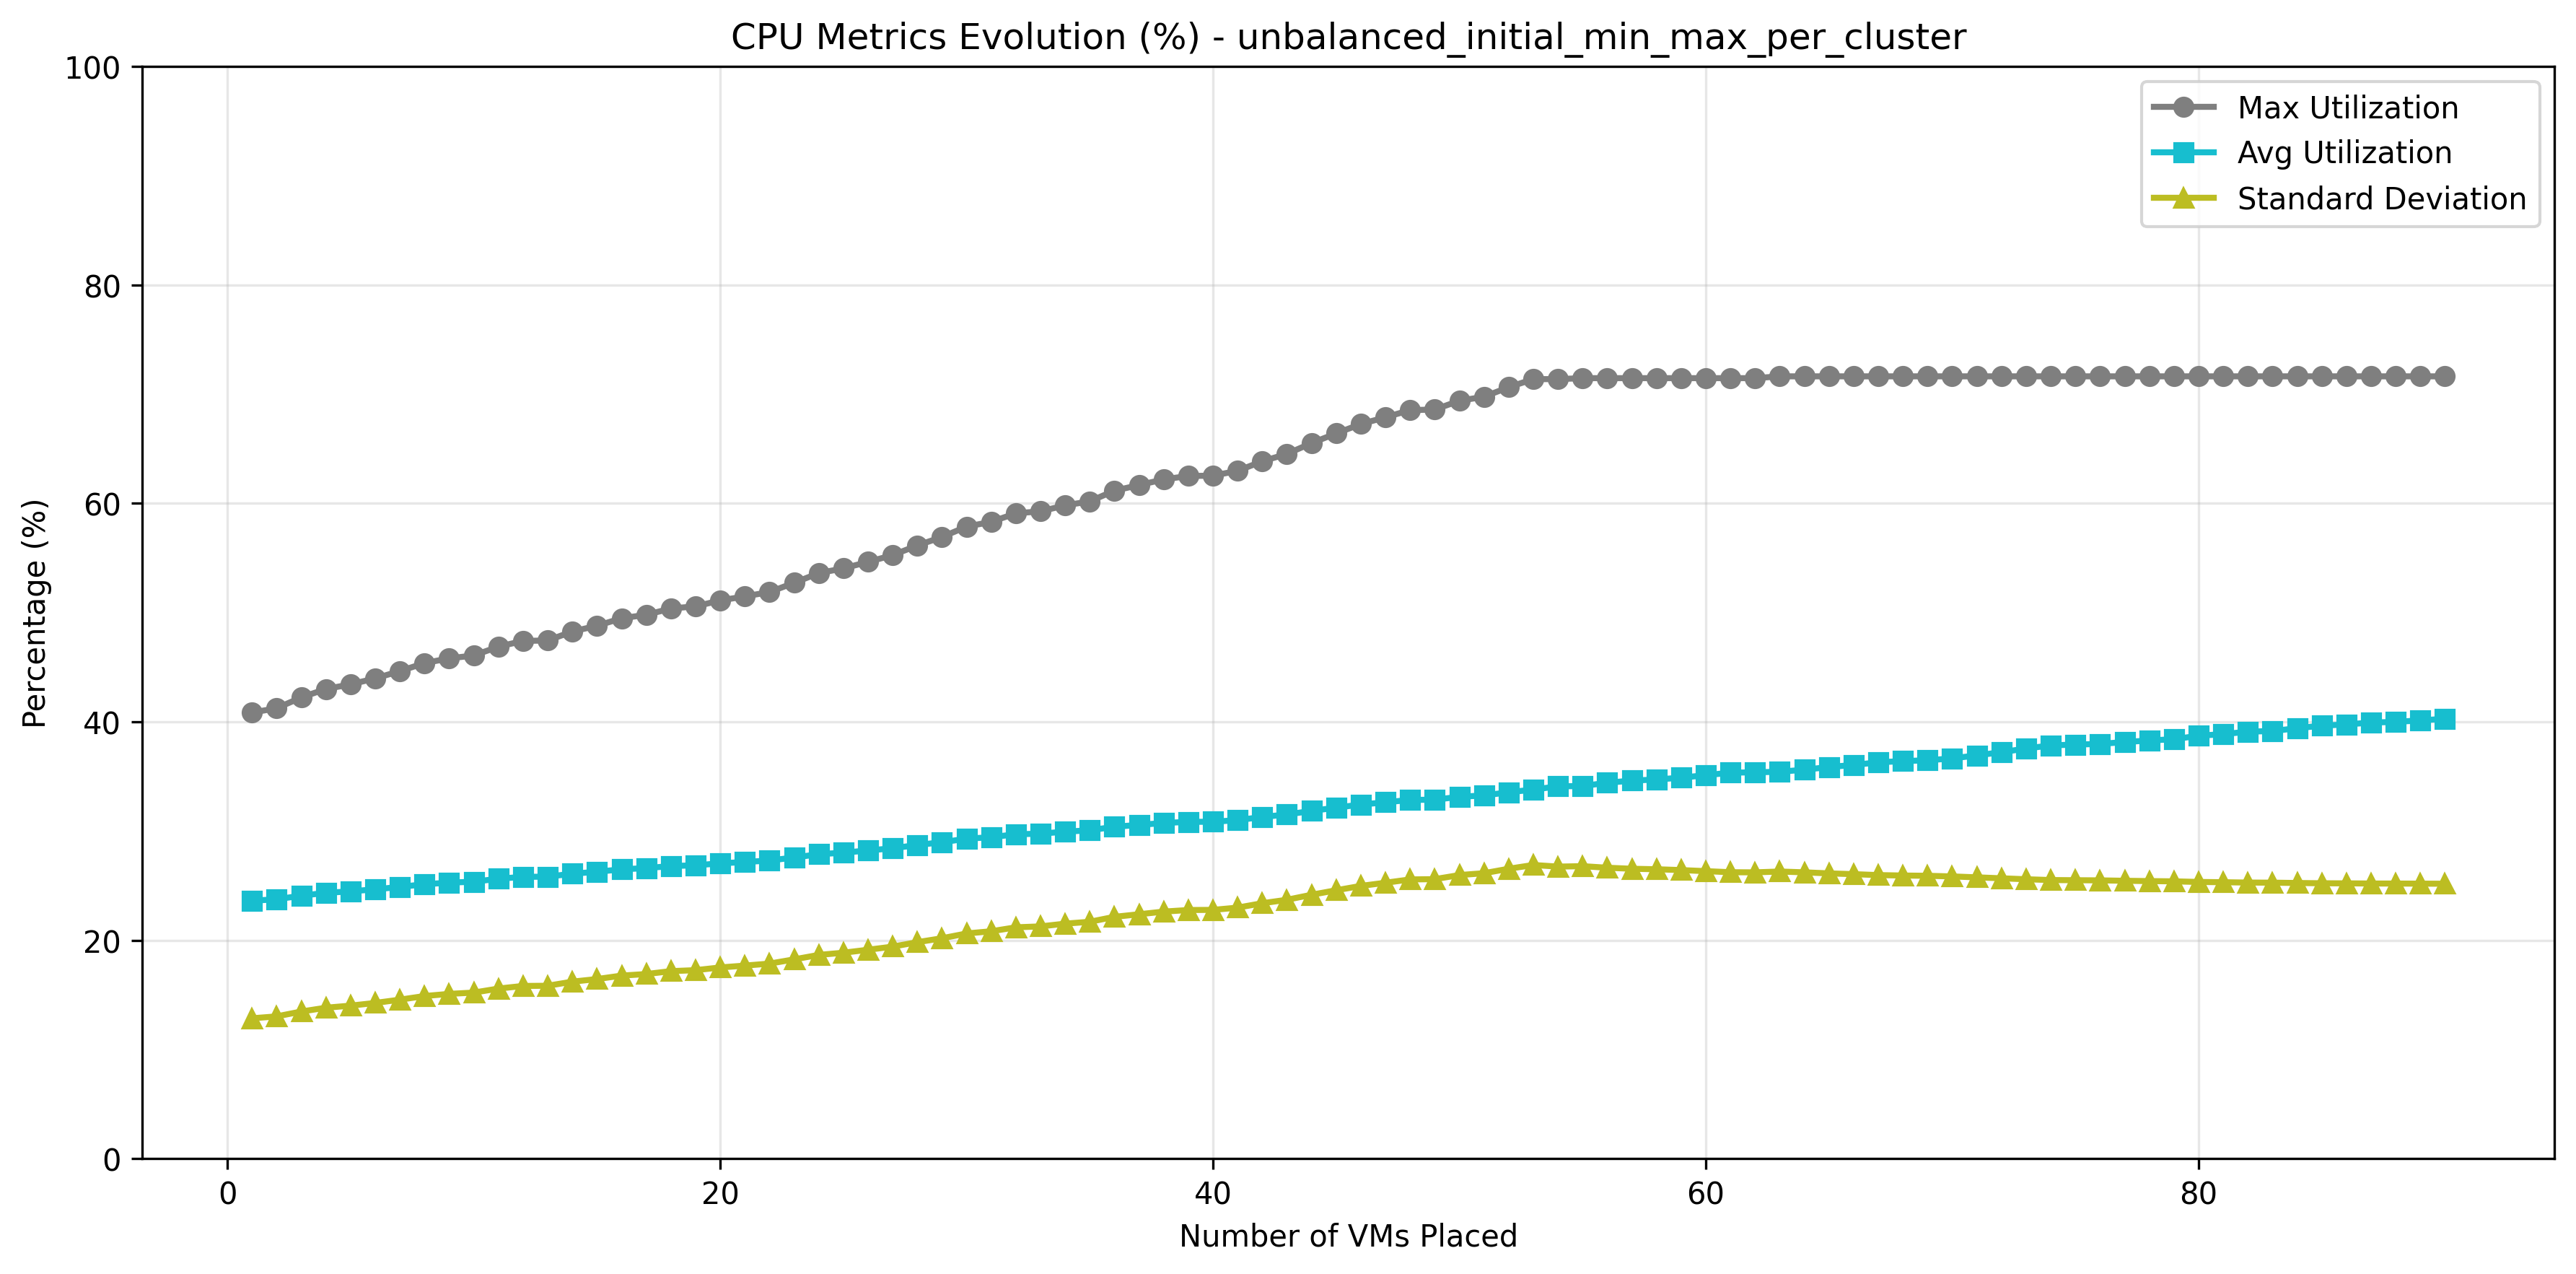 CPU Metrics Evolution (%) - unbalanced_initial_min_max_per_cluster
100
80
60
40
20
0
Percentage (%)
Max Utilization
Avg Utilization
Standard Deviation
0 20 40 60 80
Number of VMs Placed